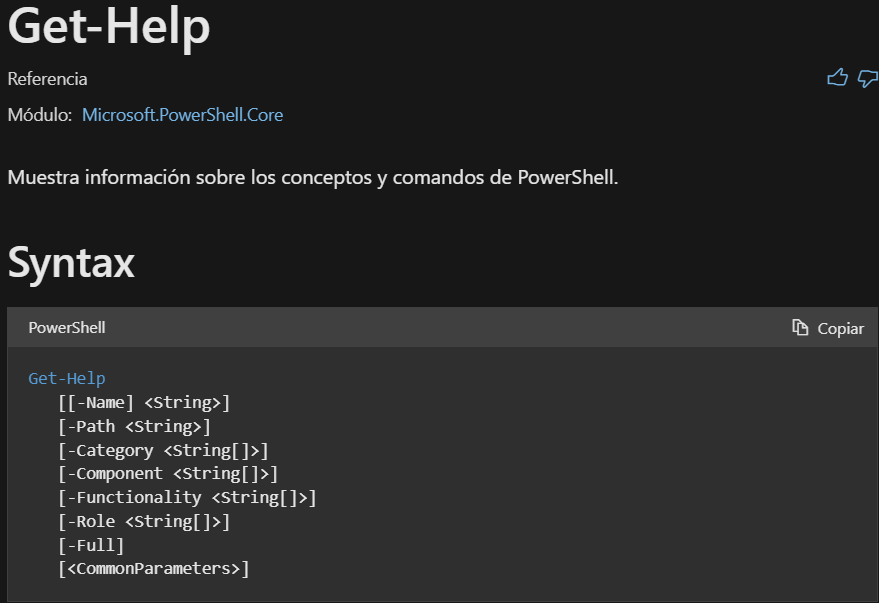 Get-Help
Referencia
Módulo: Microsoft.PowerShell.Core
Muestra información sobre los conceptos y comandos de PowerShell.
Syntax
PowerShell
Copiar
Get-Help
[[-Name] <String>]
[-Path <String>]
[-Category <String[]>]
[-Component <String[]>]
[-Functionality <String[]>]
[-Role <String[]>]
[-Full]
[<CommonParameters>]